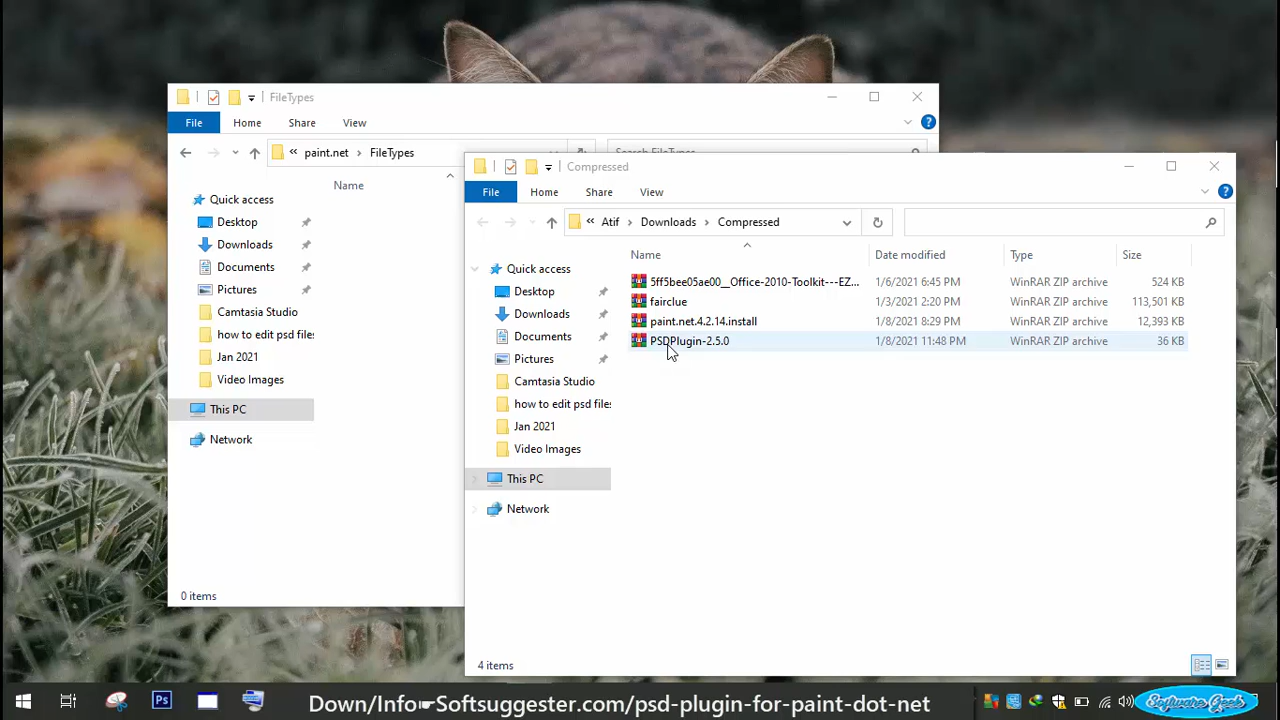 FileTypes
File Home Share View
paint.net FileTypes
Search FileTypes
Name
Quick access
Desktop
Downloads
Documents
Pictures
Camtasia Studio
how to edit psd files
Jan 2021
Video Images
This PC
Network
0 items
Compressed
File Home Share View
Atif Downloads Compressed
Name Date modified Type Size
5ff5bee05ae00__Office-2010-Toolkit---EZ... 1/6/2021 6:45 PM WinRAR ZIP archive 524 KB
fairclue 1/3/2021 2:20 PM WinRAR ZIP archive 113,501 KB
paint.net.4.2.14.install 1/8/2021 8:29 PM WinRAR ZIP archive 12,393 KB
PSDPlugin-2.5.0 1/8/2021 11:48 PM WinRAR ZIP archive 36 KB
Quick access
Desktop
Downloads
Documents
Pictures
Camtasia Studio
how to edit psd files
Jan 2021
Video Images
This PC
Network
4 items
Ps
Down/Info☛Softsuggester.com/psd-plugin-for-paint-dot-net
Software Geek